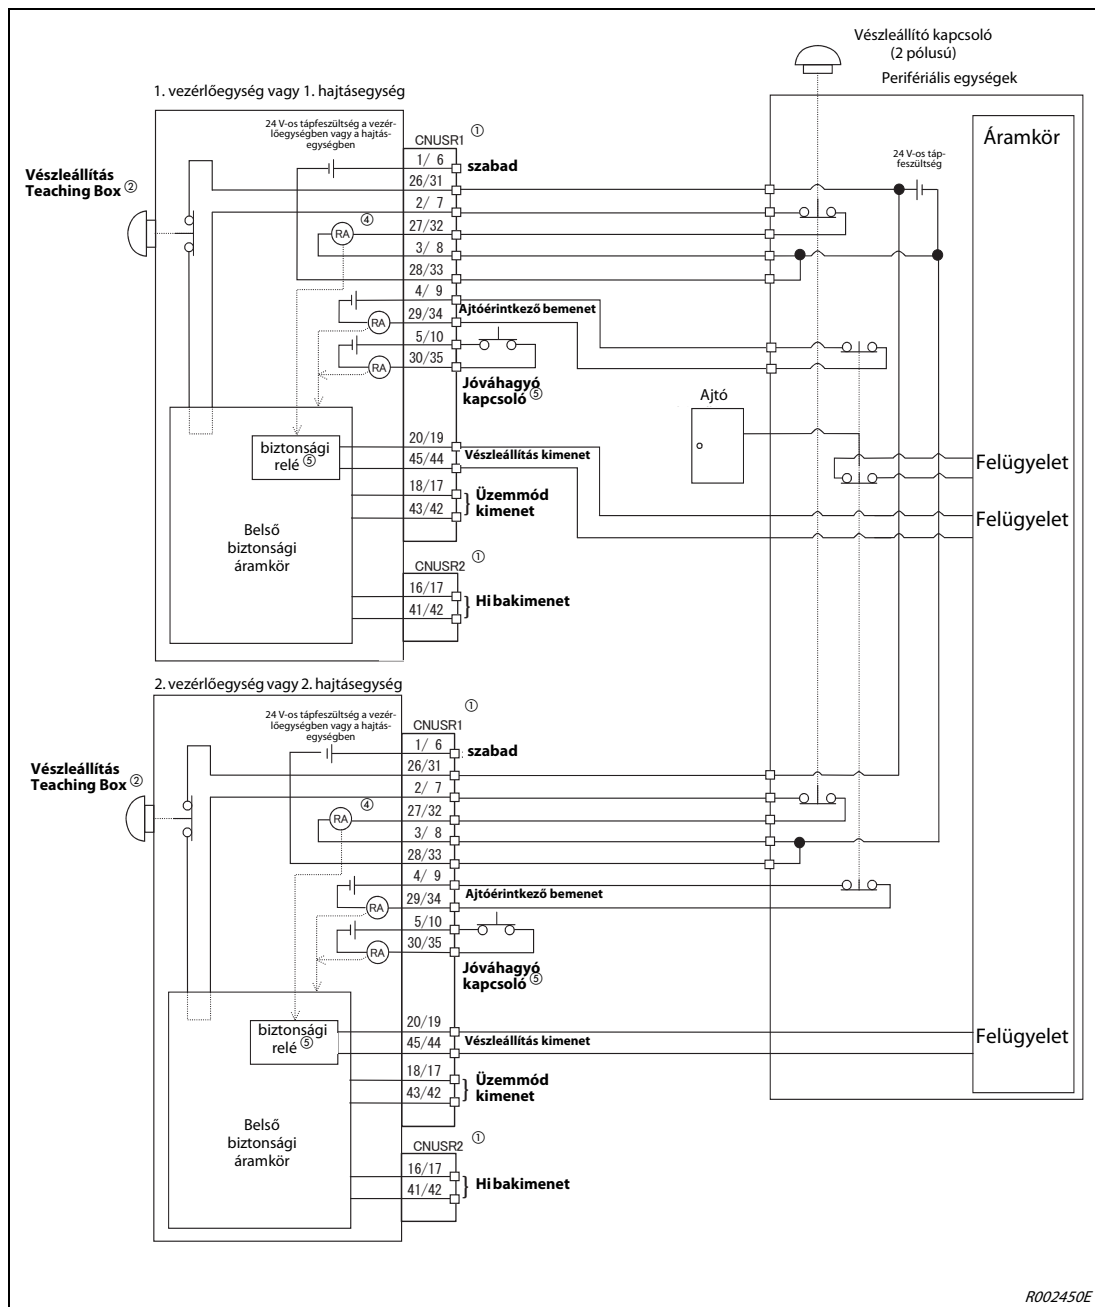 Vészleállító kapcsoló
(2 pólusú)
Perifériális egységek
1. vezérlőegység vagy 1. hajtásegység
24 V-os tápfeszültség a vezér-
lőegységben vagy a hajtás-
egységben
CNUSR1 ①
Áramkör
24 V-os táp-
feszültség
Vészleállítás
Teaching Box ②
1/ 6
szabad
26/31
2/ 7
④
27/32
RA
3/ 8
28/33
4/ 9
Ajtóérintkező bemenet
29/34
RA
5/10
30/35
RA
Jóváhagyó
kapcsoló ⑤
Ajtó
biztonsági
relé ⑤
20/19
Vészleállítás kimenet
45/44
Felügyelet
18/17
Üzemmód
kimenet
43/42
Felügyelet
Belső
biztonsági
áramkör
CNUSR2 ①
16/17
Hibakimenet
41/42
2. vezérlőegység vagy 2. hajtásegység
24 V-os tápfeszültség a vezér-
lőegységben vagy a hajtás-
egységben
CNUSR1 ①
Vészleállítás
Teaching Box ②
1/ 6
szabad
26/31
2/ 7
④
27/32
RA
3/ 8
28/33
4/ 9
Ajtóérintkező bemenet
29/34
RA
5/10
30/35
RA
Jóváhagyó
kapcsoló ⑤
biztonsági
relé ⑤
20/19
Vészleállítás kimenet
45/44
Felügyelet
18/17
Üzemmód
kimenet
43/42
Belső
biztonsági
áramkör
CNUSR2 ①
16/17
Hibakimenet
41/42
R002450E